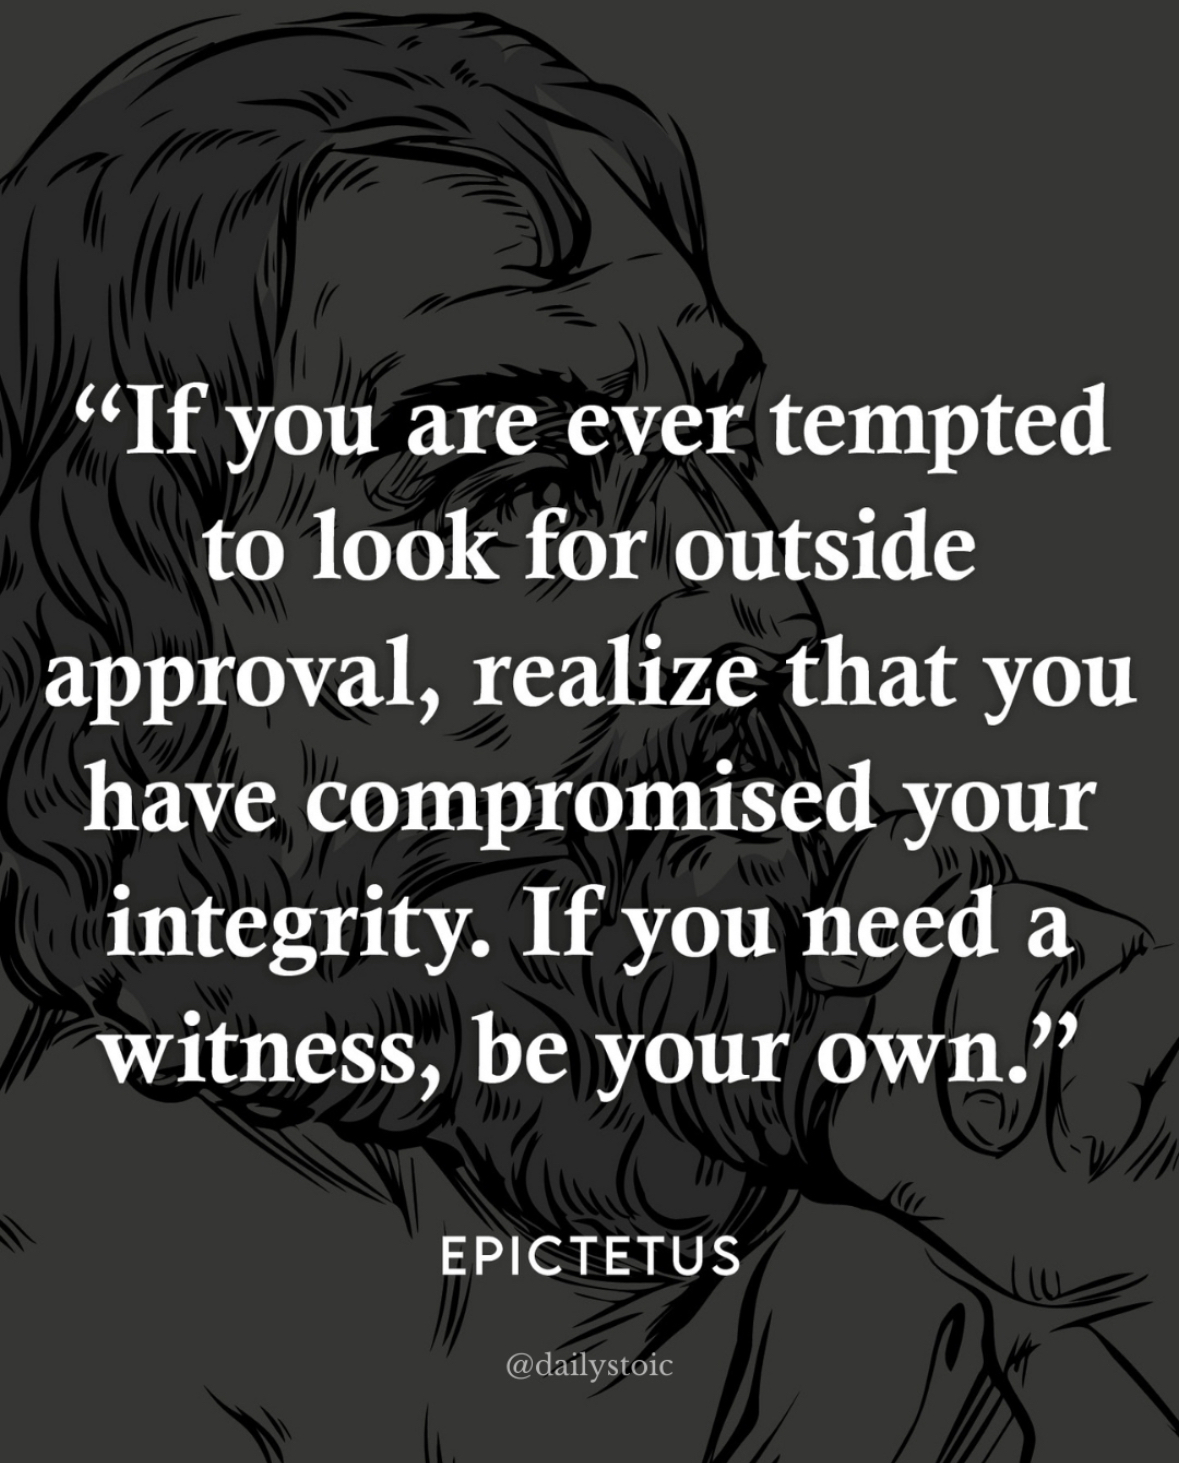 “If you are ever tempted
to look for outside
approval, realize that you
have compromised your
integrity. If you need a
witness, be your own.”
EPICTETUS
@dailystoic